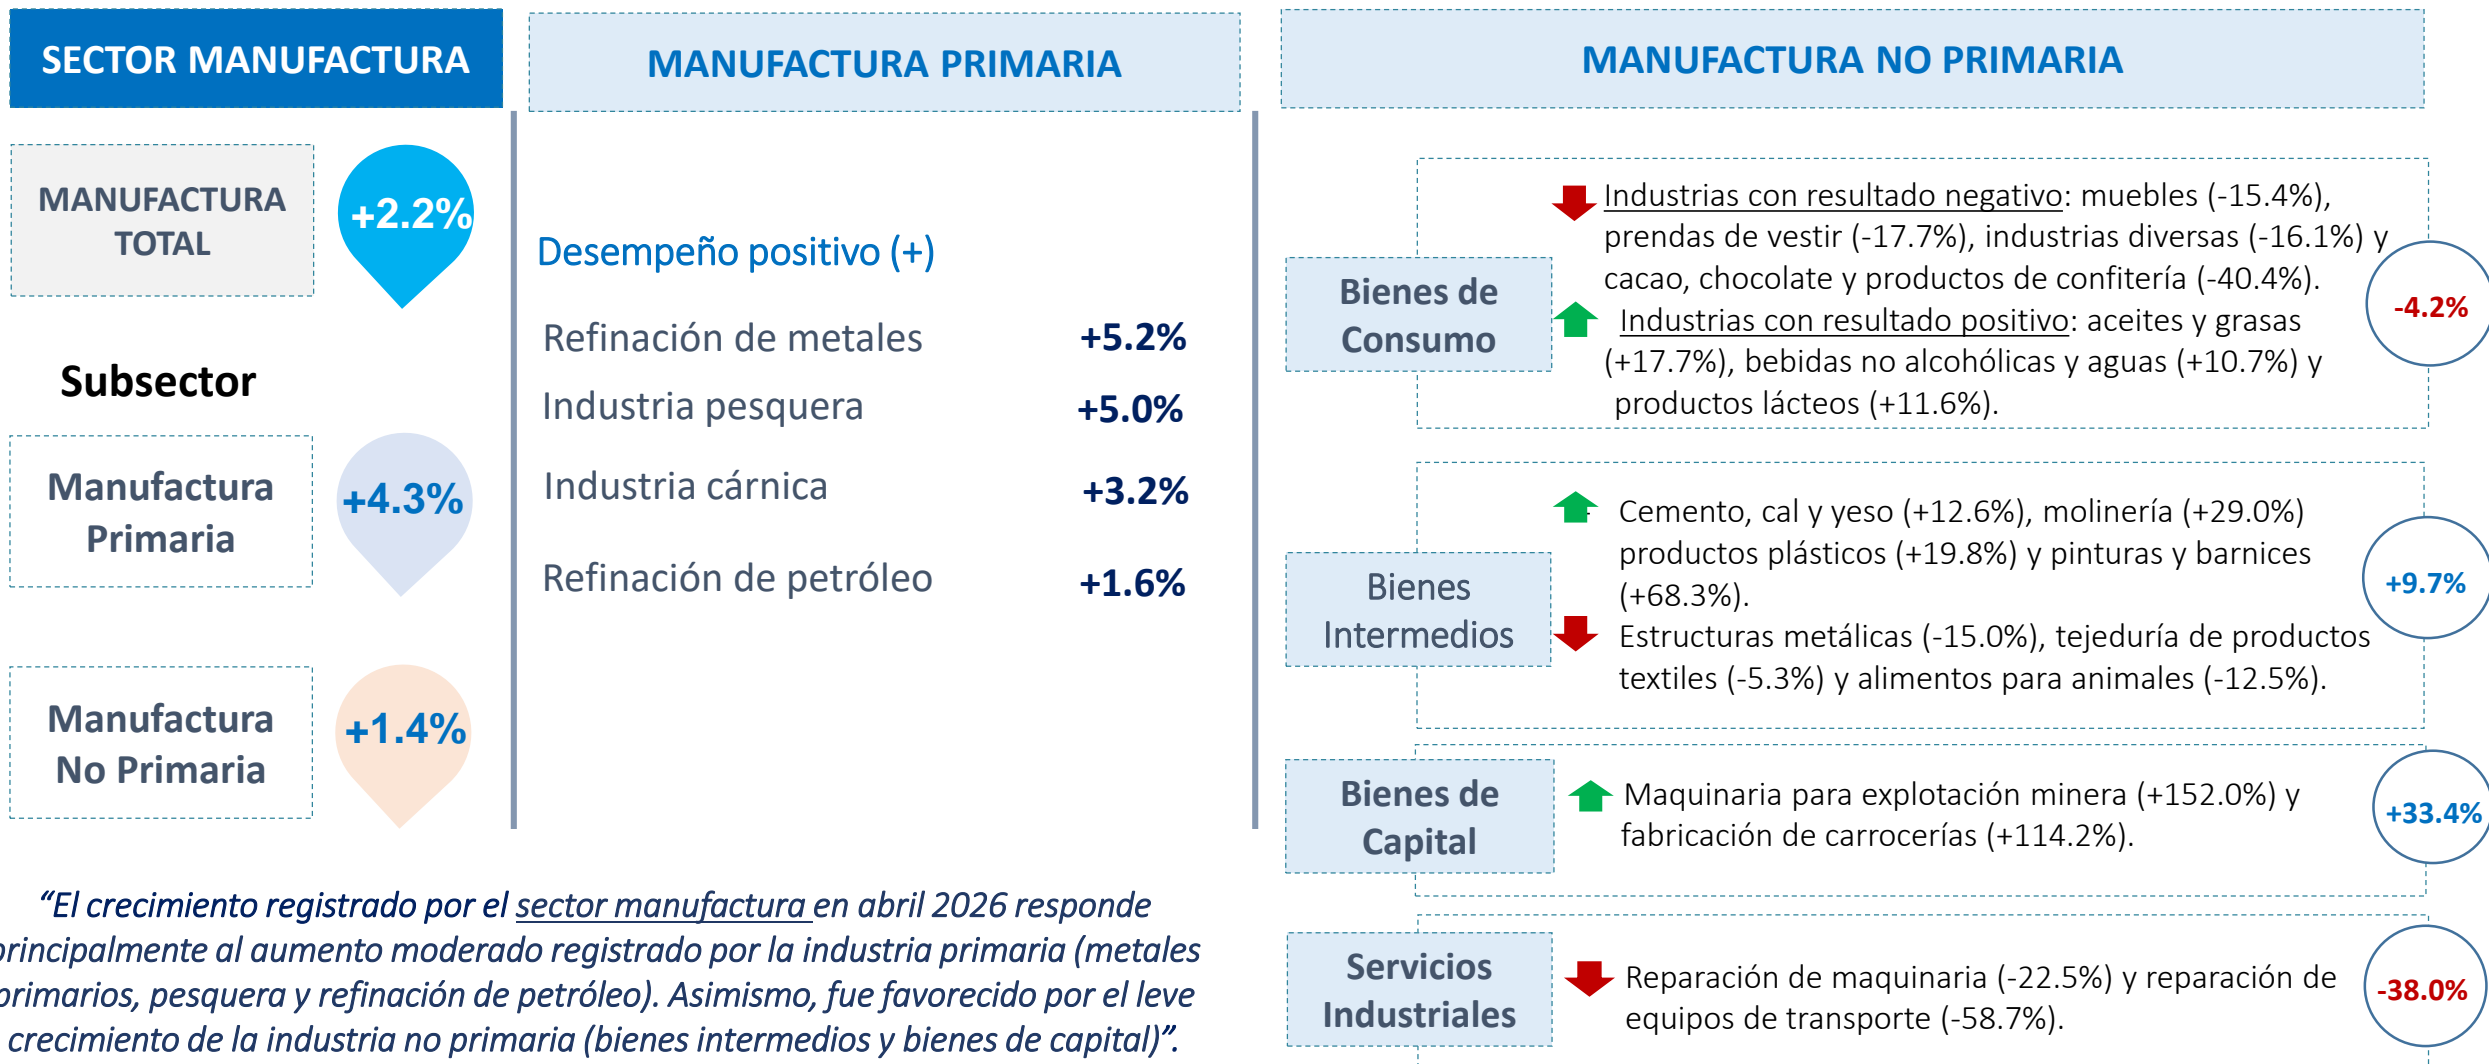 SECTOR MANUFACTURA
MANUFACTURA
TOTAL
+2.2%
Subsector
Manufactura
Primaria
+4.3%
Manufactura
No Primaria
+1.4%
MANUFACTURA PRIMARIA
Desempeño positivo (+)
Refinación de metales +5.2%
Industria pesquera +5.0%
Industria cárnica +3.2%
Refinación de petróleo +1.6%
“El crecimiento registrado por el sector manufactura en abril 2026 responde
principalmente al aumento moderado registrado por la industria primaria (metales
primarios, pesquera y refinación de petróleo). Asimismo, fue favorecido por el leve
crecimiento de la industria no primaria (bienes intermedios y bienes de capital)”.
MANUFACTURA NO PRIMARIA
Bienes de
Consumo
Industrias con resultado negativo: muebles (-15.4%),
prendas de vestir (-17.7%), industrias diversas (-16.1%) y
cacao, chocolate y productos de confitería (-40.4%).
Industrias con resultado positivo: aceites y grasas
(+17.7%), bebidas no alcohólicas y aguas (+10.7%) y
productos lácteos (+11.6%).
-4.2%
Bienes
Intermedios
- Cemento, cal y yeso (+12.6%), molinería (+29.0%)
productos plásticos (+19.8%) y pinturas y barnices
(+68.3%).
Estructuras metálicas (-15.0%), tejeduría de productos
textiles (-5.3%) y alimentos para animales (-12.5%).
+9.7%
Bienes de
Capital
Maquinaria para explotación minera (+152.0%) y
fabricación de carrocerías (+114.2%).
+33.4%
Servicios
Industriales
Reparación de maquinaria (-22.5%) y reparación de
equipos de transporte (-58.7%).
-38.0%